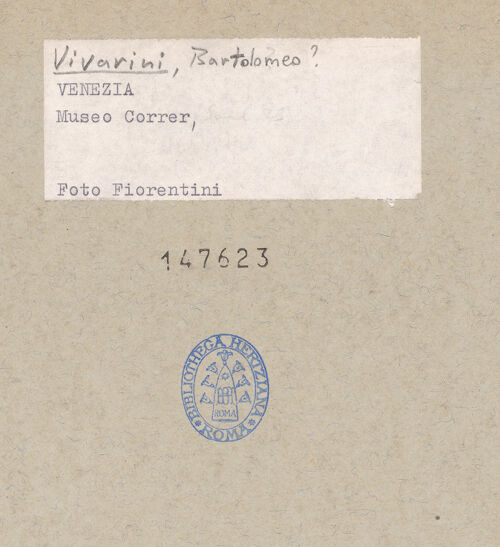 Vivarini, Bartolomeo?
VENEZIA
Museo Correr,
Foto Fiorentini
147623
BIBLIOTHECA HERTZIANA
ROMA
ROMA